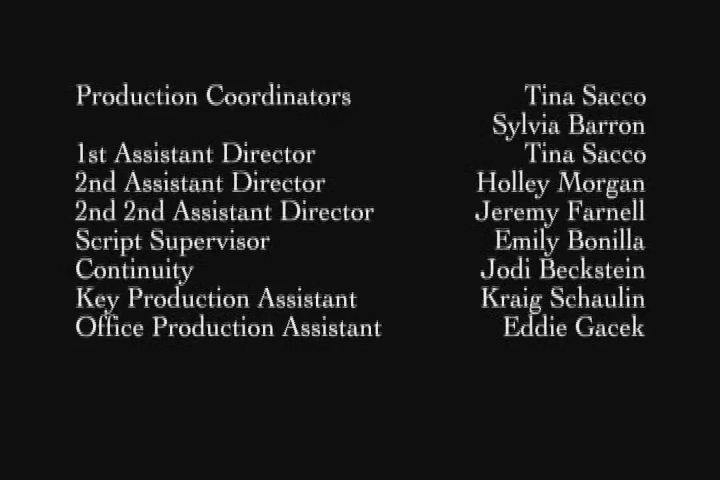 Production Coordinators Tina Sacco
Sylvia Barron
1st Assistant Director Tina Sacco
2nd Assistant Director Holley Morgan
2nd 2nd Assistant Director Jeremy Farnell
Script Supervisor Emily Bonilla
Continuity Jodi Beckstein
Key Production Assistant Kraig Schaulin
Office Production Assistant Eddie Gacek